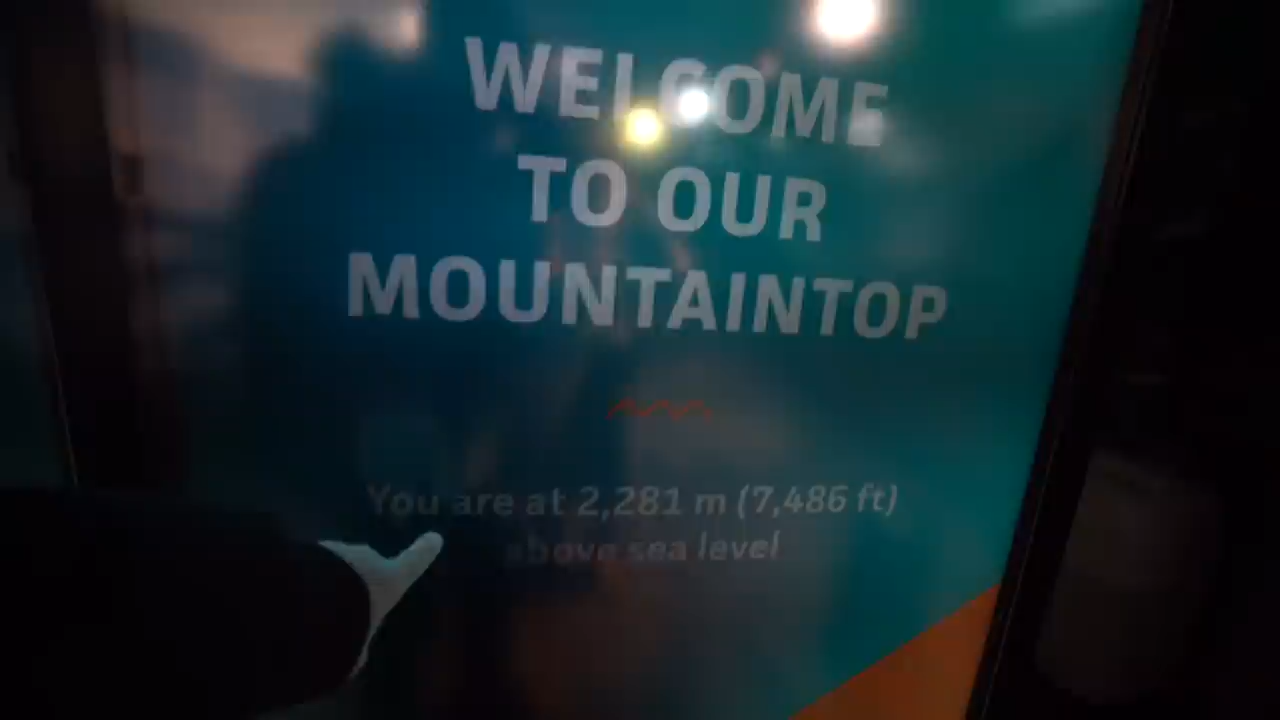 WELCOME
TO OUR
MOUNTAINTOP
You are at 2,281 m (7,486 ft)
above sea level